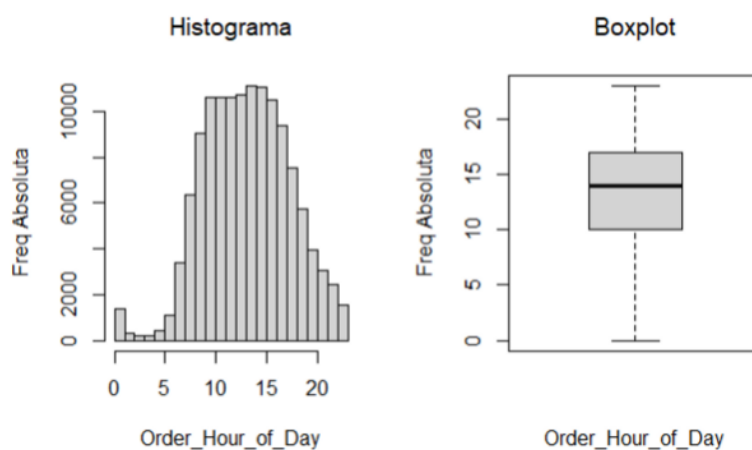 Histograma
Freq Absoluta
10000
6000
2000
0
0 5 10 15 20
Order_Hour_of_Day
Boxplot
Freq Absoluta
20
15
10
5
0
Order_Hour_of_Day